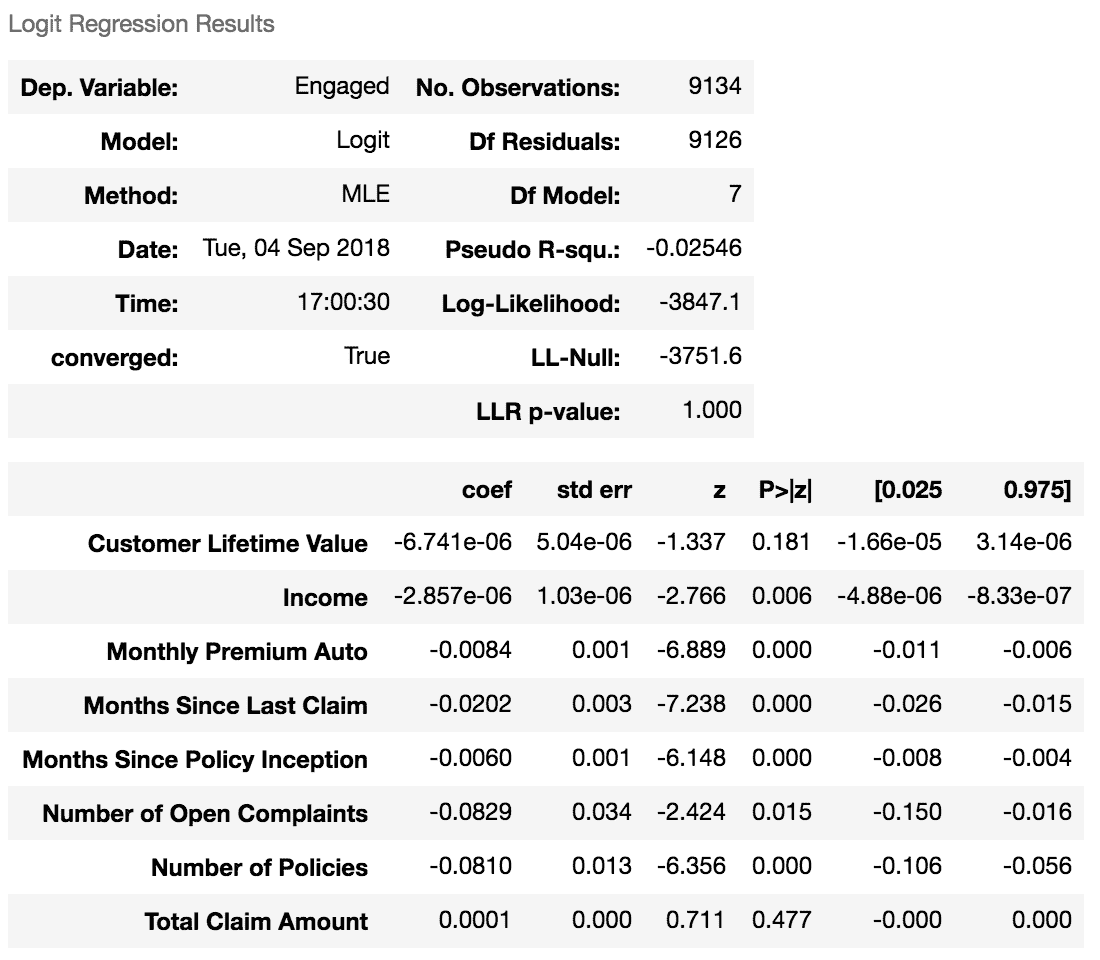 Logit Regression Results
Dep. Variable: Engaged No. Observations: 9134
Model: Logit Df Residuals: 9126
Method: MLE Df Model: 7
Date: Tue, 04 Sep 2018 Pseudo R-squ.: -0.02546
Time: 17:00:30 Log-Likelihood: -3847.1
converged: True LL-Null: -3751.6
LLR p-value: 1.000
coef std err z P>|z| [0.025 0.975]
Customer Lifetime Value -6.741e-06 5.04e-06 -1.337 0.181 -1.66e-05 3.14e-06
Income -2.857e-06 1.03e-06 -2.766 0.006 -4.88e-06 -8.33e-07
Monthly Premium Auto -0.0084 0.001 -6.889 0.000 -0.011 -0.006
Months Since Last Claim -0.0202 0.003 -7.238 0.000 -0.026 -0.015
Months Since Policy Inception -0.0060 0.001 -6.148 0.000 -0.008 -0.004
Number of Open Complaints -0.0829 0.034 -2.424 0.015 -0.150 -0.016
Number of Policies -0.0810 0.013 -6.356 0.000 -0.106 -0.056
Total Claim Amount 0.0001 0.000 0.711 0.477 -0.000 0.000